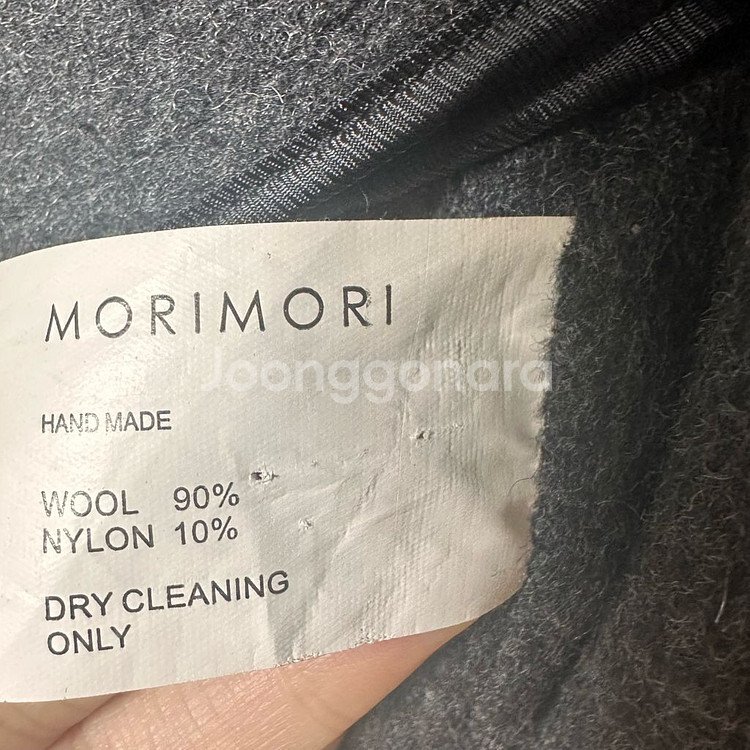 MORIMORI
Joonggonara
HAND MADE
WOOL 90%
NYLON 10%
DRY CLEANING
ONLY